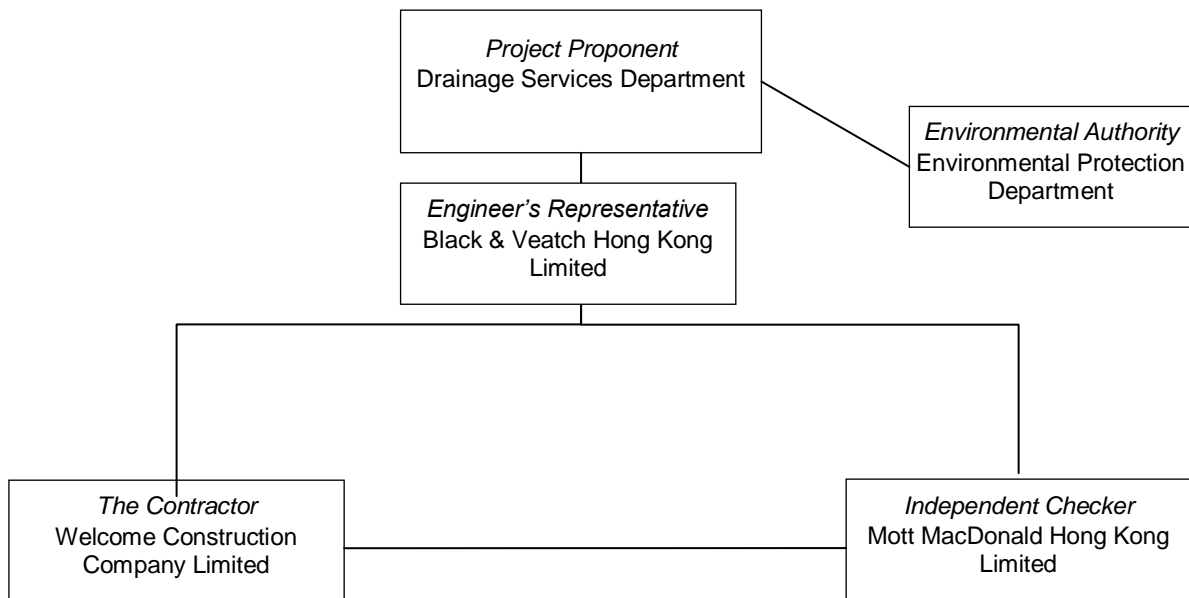 Project Proponent
Drainage Services Department
Environmental Authority
Environmental Protection
Department
Engineer’s Representative
Black & Veatch Hong Kong
Limited
The Contractor
Welcome Construction
Company Limited
Independent Checker
Mott MacDonald Hong Kong
Limited